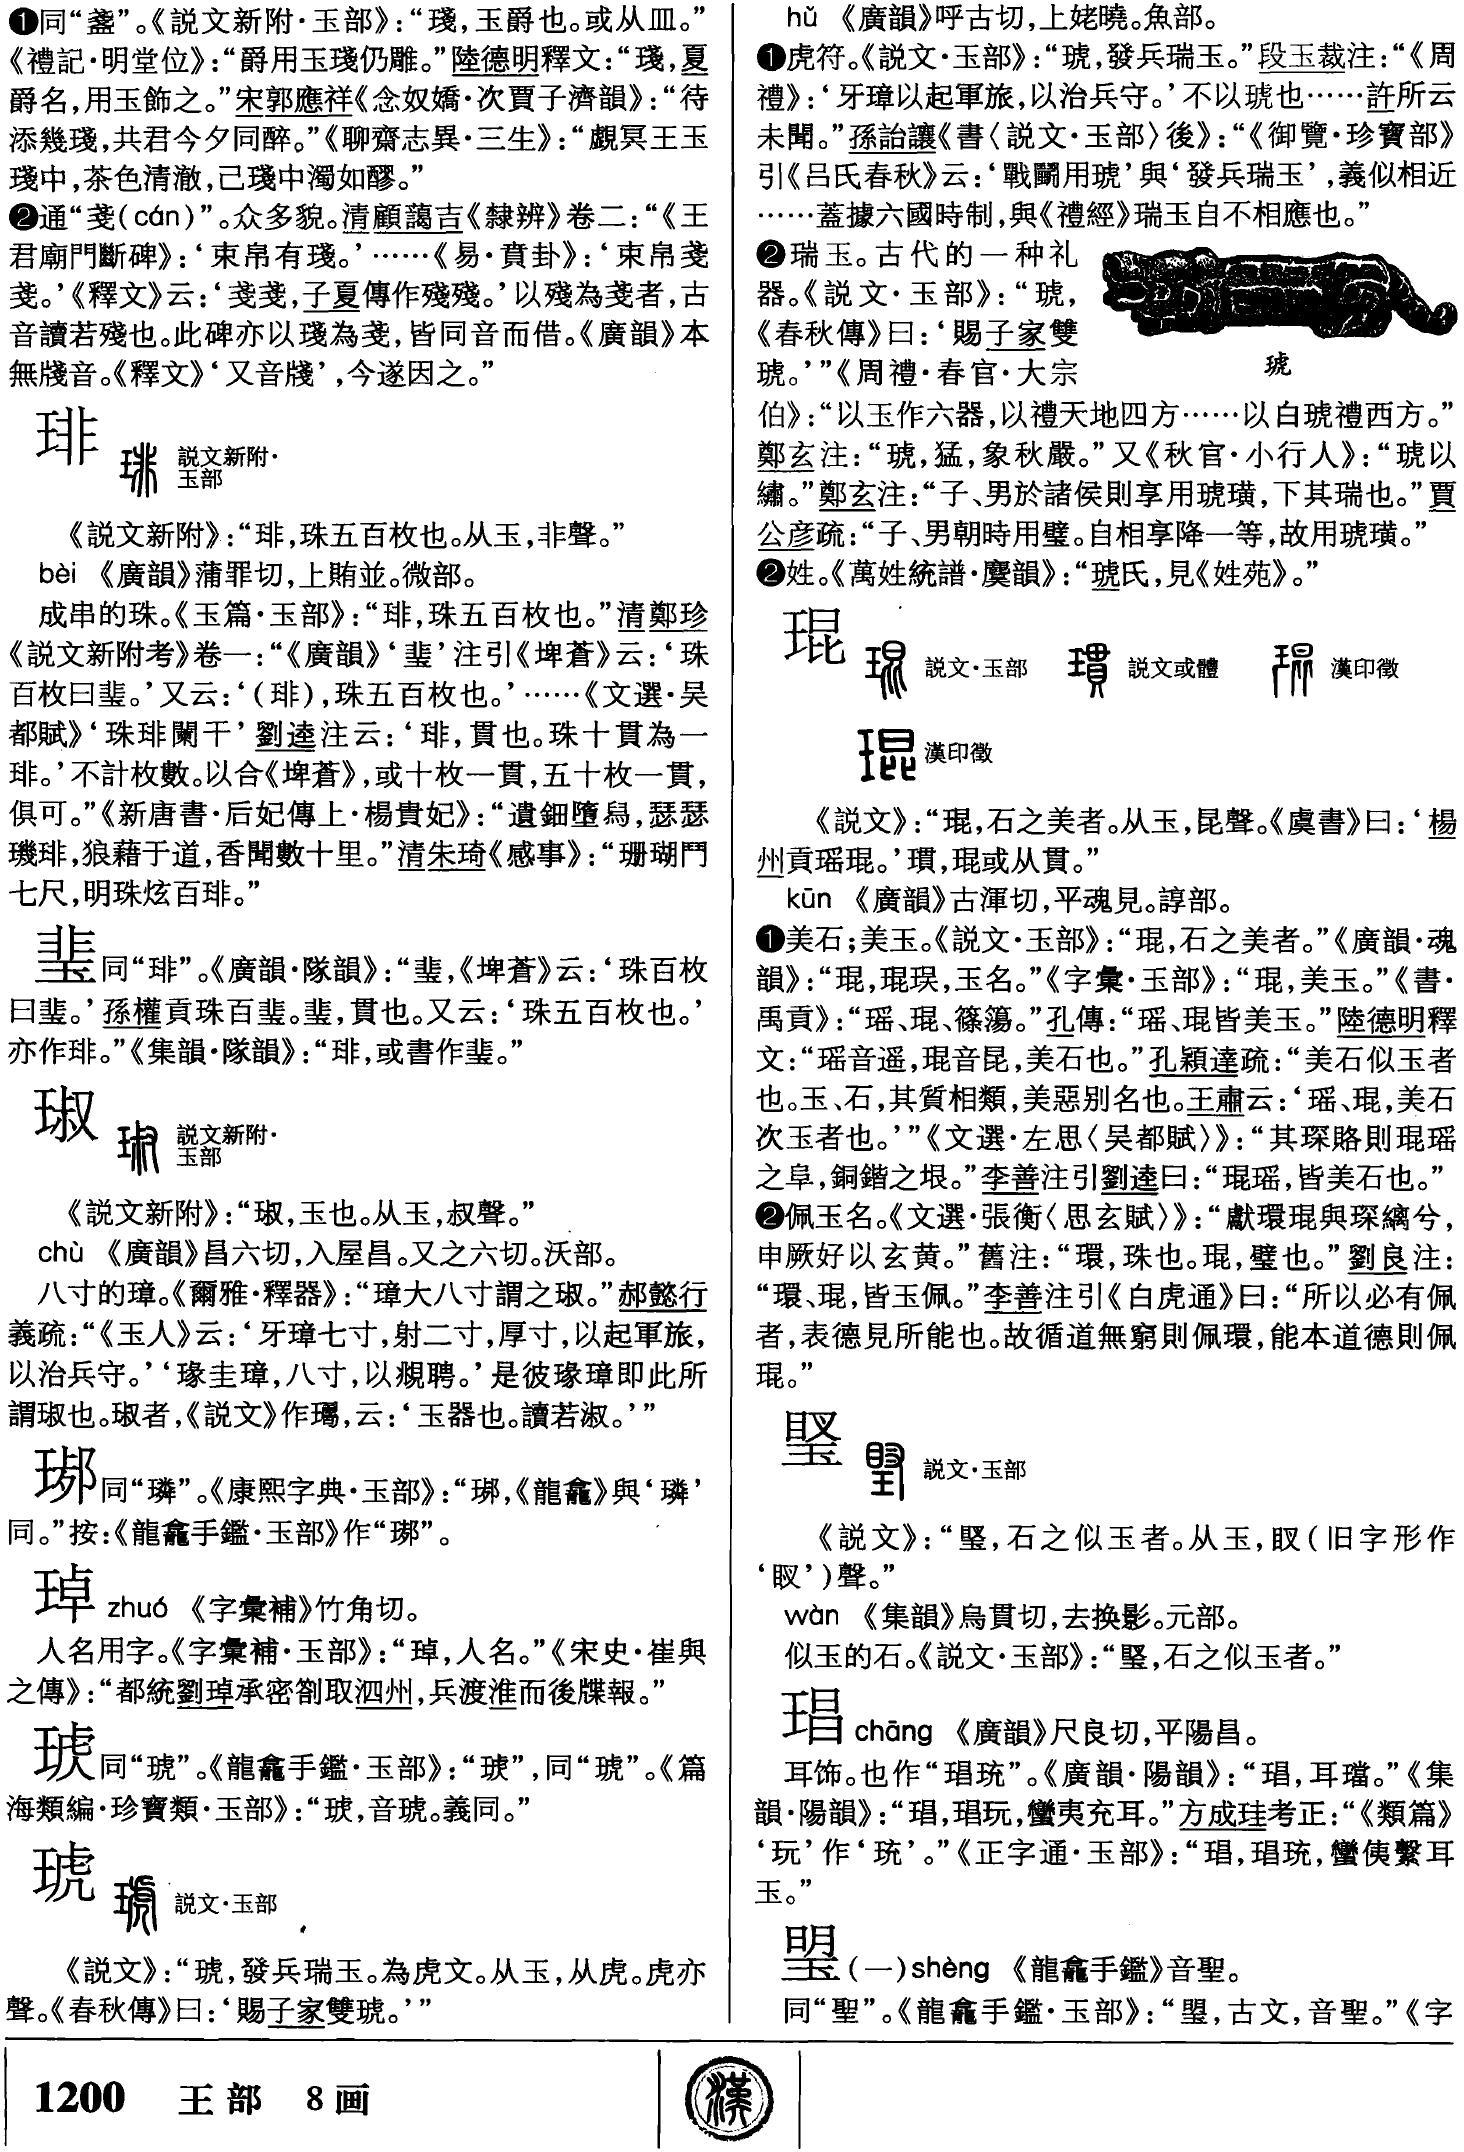 ❶同“盞”。《説文新附·玉部》：“琖，玉爵也。或从皿。”
《禮記·明堂位》：“爵用玉琖仍雕。”陸德明釋文：“琖，夏
爵名，用玉飾之。”宋郭應祥《念奴嬌·次賈子濟韻》：“待
添幾琖，共君今夕同醉。”《聊齋志異·三生》：“覷冥王玉
琖中，茶色清澈，己琖中濁如醪。”
❷通“戔(cán)”。众多貌。清顧藹吉《隸辨》卷二：“《王
君廟門斷碑》：‘束帛有琖。’……《易·賁卦》：‘束帛戔
戔。’《釋文》云：‘戔戔，子夏傳作殘殘。’以殘為戔者，古
音讀若殘也。此碑亦以琖為戔，皆同音而借。《廣韻》本
無牋音。《釋文》‘又音牋’，今遂因之。”
琲 説文新附·
玉部
《説文新附》：“琲，珠五百枚也。从玉，非聲。”
bèi 《廣韻》蒲罪切，上賄並。微部。
成串的珠。《玉篇·玉部》：“琲，珠五百枚也。”清鄭珍
《説文新附考》卷一：“《廣韻》‘琲’注引《埤蒼》云：‘珠
百枚曰琲。’又云：‘(琲)，珠五百枚也。’……《文選·吴
都賦》‘珠琲闌干’劉逵注云：‘琲，貫也。珠十貫為一
琲。’不計枚數。以合《埤蒼》，或十枚一貫，五十枚一貫，
俱可。”《新唐書·后妃傳上·楊貴妃》：“遺鈿墮舄，瑟瑟
璣琲，狼藉于道，香聞數十里。”清朱琦《感事》：“珊瑚鬥
七尺，明珠炫百琲。”
同“琲”。《廣韻·隊韻》：“，《埤蒼》云：‘珠百枚
曰。’孫權貢珠百。，貫也。又云：‘珠五百枚也。’
亦作琲。”《集韻·隊韻》：“琲，或書作。”
琡 説文新附·
玉部
《説文新附》：“琡，玉也。从玉，叔聲。”
chù 《廣韻》昌六切，入屋昌。又之六切。沃部。
八寸的璋。《爾雅·釋器》：“璋大八寸謂之琡。”郝懿行
義疏：“《玉人》云：‘牙璋七寸，射二寸，厚寸，以起軍旅，
以治兵守。’‘瑑圭璋，八寸，以覜聘。’是彼瑑璋即此所
謂琡也。琡者，《説文》作㻿，云：‘玉器也。讀若淑。’”
同“璘”。《康熙字典·玉部》：“，《龍龕》與‘璘’
同。”按：《龍龕手鑑·玉部》作“”。
琸 zhuó 《字彙補》竹角切。
人名用字。《字彙補·玉部》：“琸，人名。”《宋史·崔與
之傳》：“都統劉琸承密劄取泗州，兵渡淮而後牒報。”
同“琥”。《龍龕手鑑·玉部》：“”，同“琥”。《篇
海類編·珍寶類·玉部》：“，音琥。義同。”
琥 説文·玉部
《説文》：“琥，發兵瑞玉。為虎文。从玉，从虎。虎亦
聲。《春秋傳》曰：‘賜子家雙琥。’”
hǔ 《廣韻》呼古切，上姥曉。魚部。
❶虎符。《説文·玉部》：“琥，發兵瑞玉。”段玉裁注：“《周
禮》：‘牙璋以起軍旅，以治兵守。’不以琥也……許所云
未聞。”孫詒讓《書〈説文·玉部〉後》：“《御覽·珍寶部》
引《吕氏春秋》云：‘戰鬭用琥’與‘發兵瑞玉’，義似相近
……蓋據六國時制，與《禮經》瑞玉自不相應也。”
❷瑞玉。古代的一种礼
器。《説文·玉部》：“琥，
《春秋傳》曰：‘賜子家雙
琥。’”《周禮·春官·大宗
琥
伯》：“以玉作六器，以禮天地四方……以白琥禮西方。”
鄭玄注：“琥，猛，象秋嚴。”又《秋官·小行人》：“琥以
繡。”鄭玄注：“子、男於諸侯則享用琥璜，下其瑞也。”賈
公彦疏：“子、男朝時用璧。自相享降一等，故用琥璜。”
❷姓。《萬姓統譜·麌韻》：“琥氏，見《姓苑》。”
琨 説文·玉部 説文或體 漢印徵
漢印徵
《説文》：“琨，石之美者。从玉，昆聲。《虞書》曰：‘楊
州貢瑶琨。’瑻，琨或从貫。”
kūn 《廣韻》古渾切，平魂見。諄部。
❶美石；美玉。《説文·玉部》：“琨，石之美者。”《廣韻·魂
韻》：“琨，琨珸，玉名。”《字彙·玉部》：“琨，美玉。”《書·
禹貢》：“瑶、琨、篠簜。”孔傳：“瑶、琨皆美玉。”陸德明釋
文：“瑶音遥，琨音昆，美石也。”孔穎達疏：“美石似玉者
也。玉、石，其質相類，美惡别名也。王肅云：‘瑶、琨，美石
次玉者也。’”《文選·左思〈吴都賦〉》：“其琛賂則琨瑶
之阜，銅鍇之垠。”李善注引劉逵曰：“琨瑶，皆美石也。”
❷佩玉名。《文選·張衡〈思玄賦〉》：“獻環琨與琛縭兮，
申厥好以玄黄。”舊注：“環，珠也。琨，璧也。”劉良注：
“環、琨，皆玉佩。”李善注引《白虎通》曰：“所以必有佩
者，表德見所能也。故循道無窮則佩環，能本道德則佩
琨。”
㻂 説文·玉部
《説文》：“，石之似玉者。从玉，䀏(旧字形作
‘’)聲。”
wàn 《集韻》烏貫切，去换影。元部。
似玉的石。《説文·玉部》：“，石之似玉者。”
琩 chāng 《廣韻》尺良切，平陽昌。
耳饰。也作“琩珫”。《廣韻·陽韻》：“琩，耳璫。”《集
韻·陽韻》：“琩，琩玩，蠻夷充耳。”方成珪考正：“《類篇》
‘玩’作‘珫’。”《正字通·玉部》：“琩，琩珫，蠻侇繫耳
玉。”
(一)shèng 《龍龕手鑑》音聖。
同“聖”。《龍龕手鑑·玉部》：“，古文，音聖。”《字
1200 王部 8画
漢